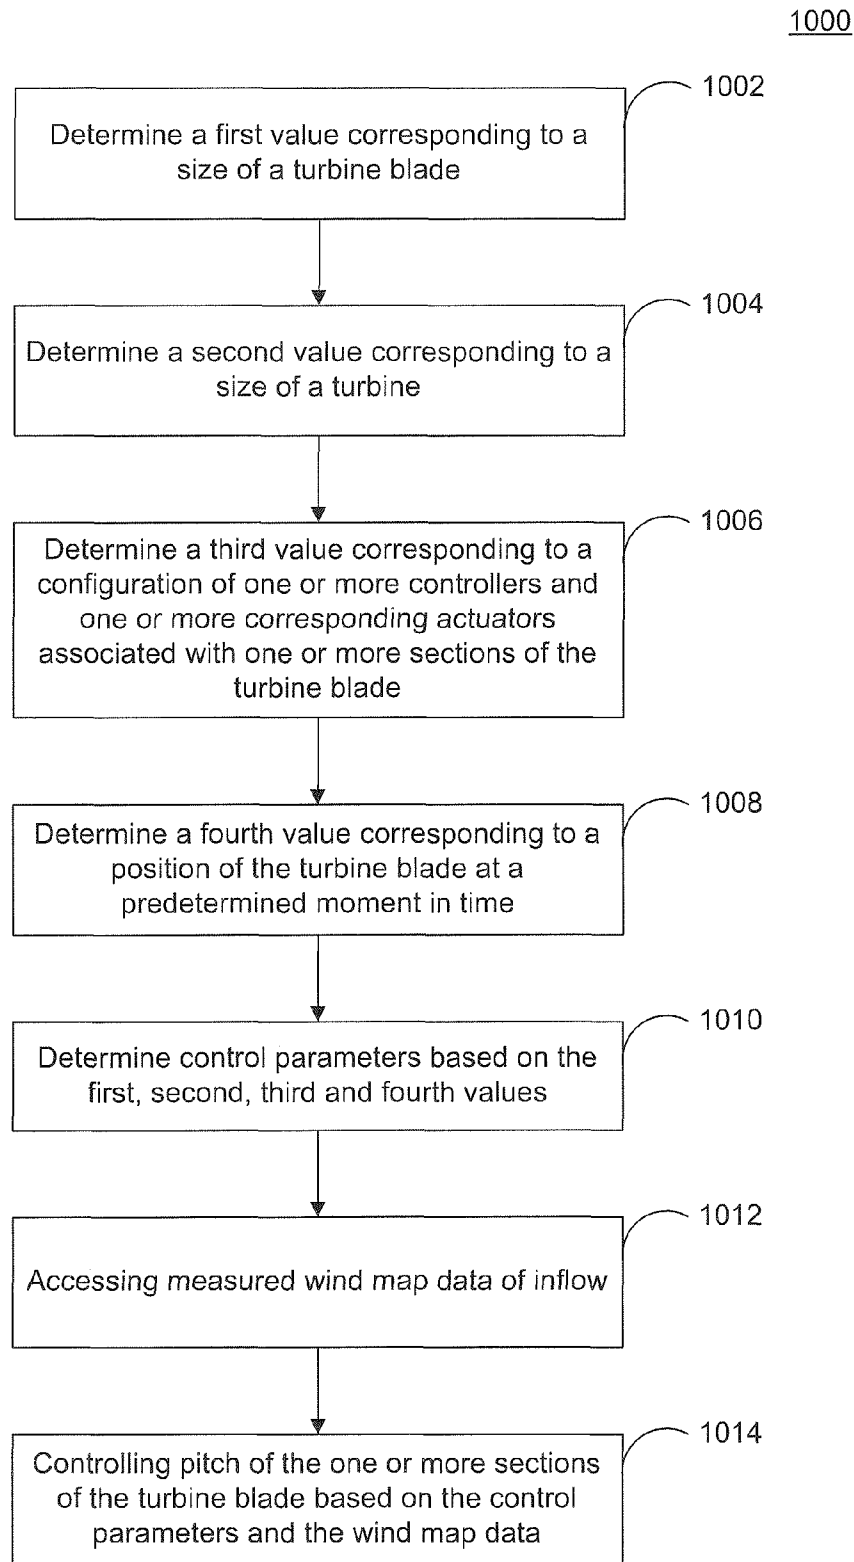 1000
1002
Determine a first value corresponding to a
size of a turbine blade
1004
Determine a second value corresponding to a
size of a turbine
1006
Determine a third value corresponding to a
configuration of one or more controllers and
one or more corresponding actuators
associated with one or more sections of the
turbine blade
1008
Determine a fourth value corresponding to a
position of the turbine blade at a
predetermined moment in time
1010
Determine control parameters based on the
first, second, third and fourth values
1012
Accessing measured wind map data of inflow
1014
Controlling pitch of the one or more sections
of the turbine blade based on the control
parameters and the wind map data